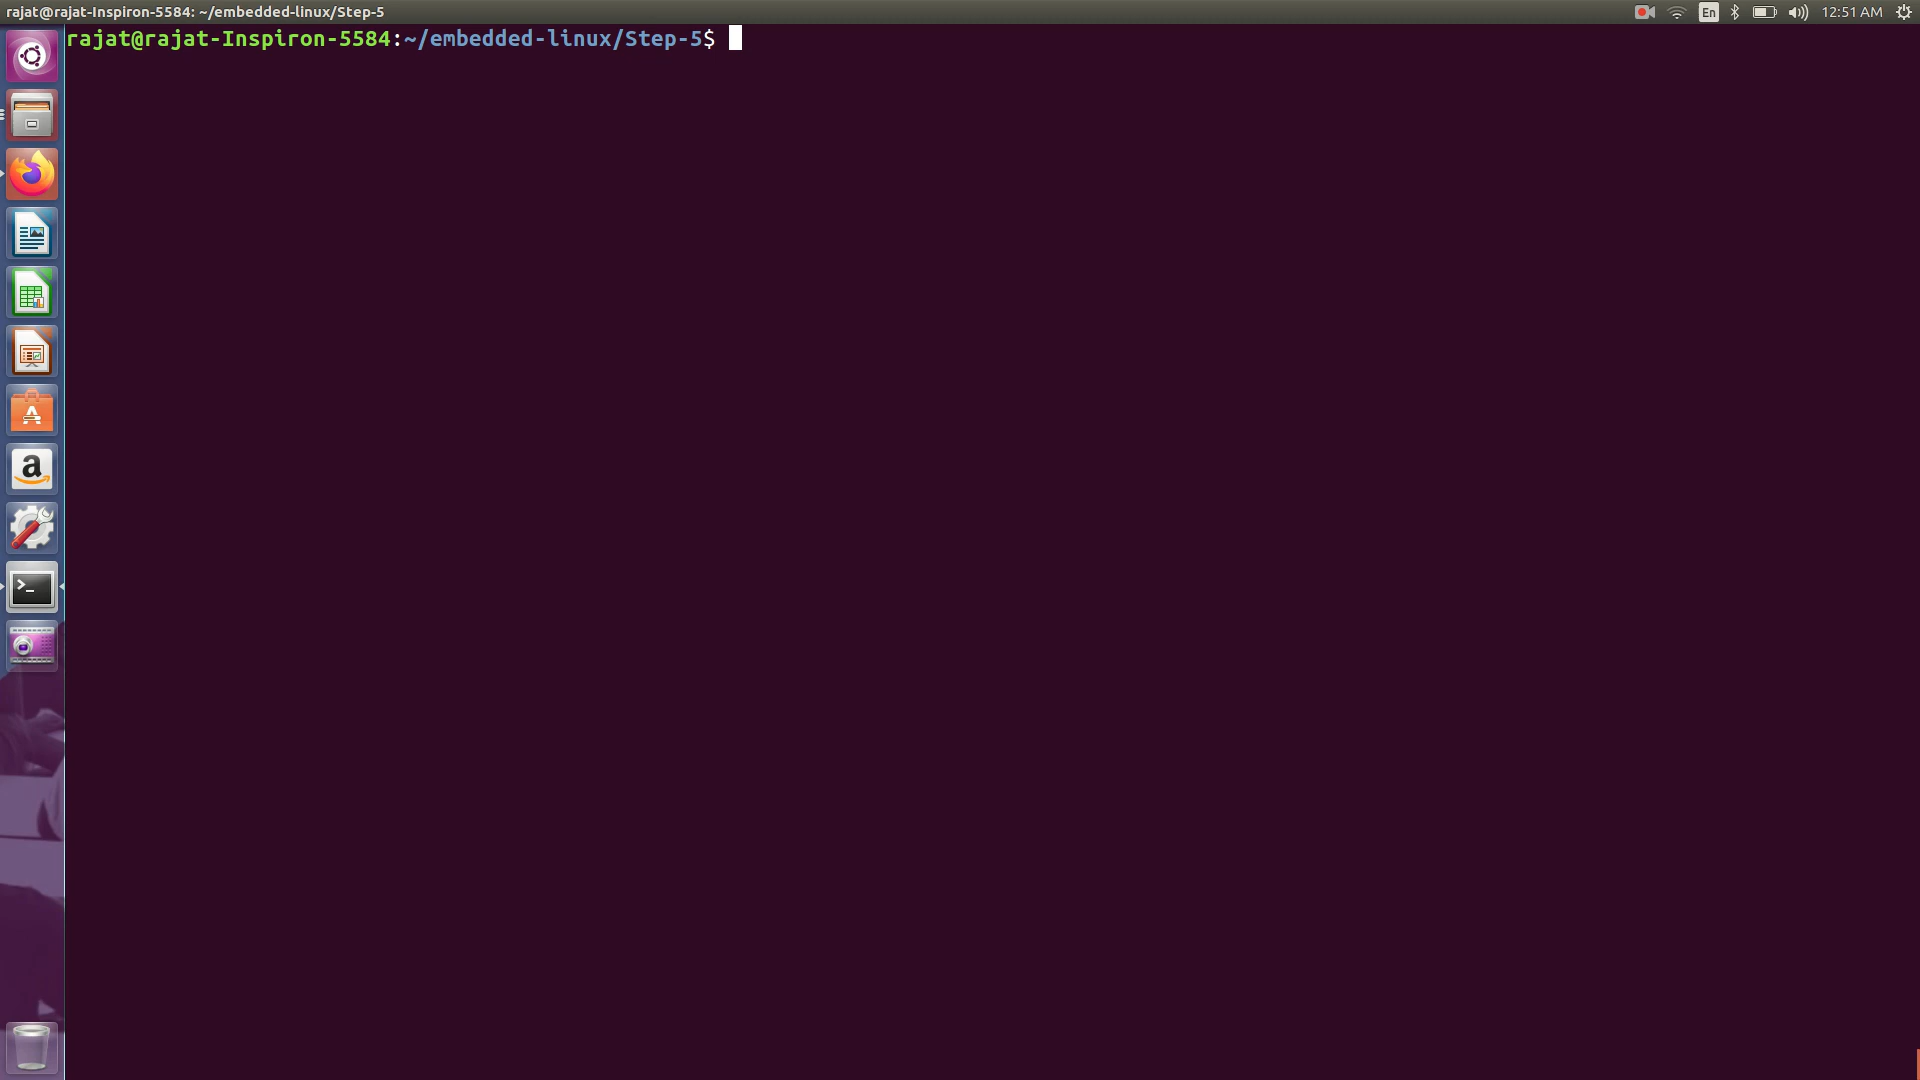 rajat@rajat-Inspiron-5584: ~/embedded-linux/Step-5
En
12:51 AM
rajat@rajat-Inspiron-5584:~/embedded-linux/Step-5$